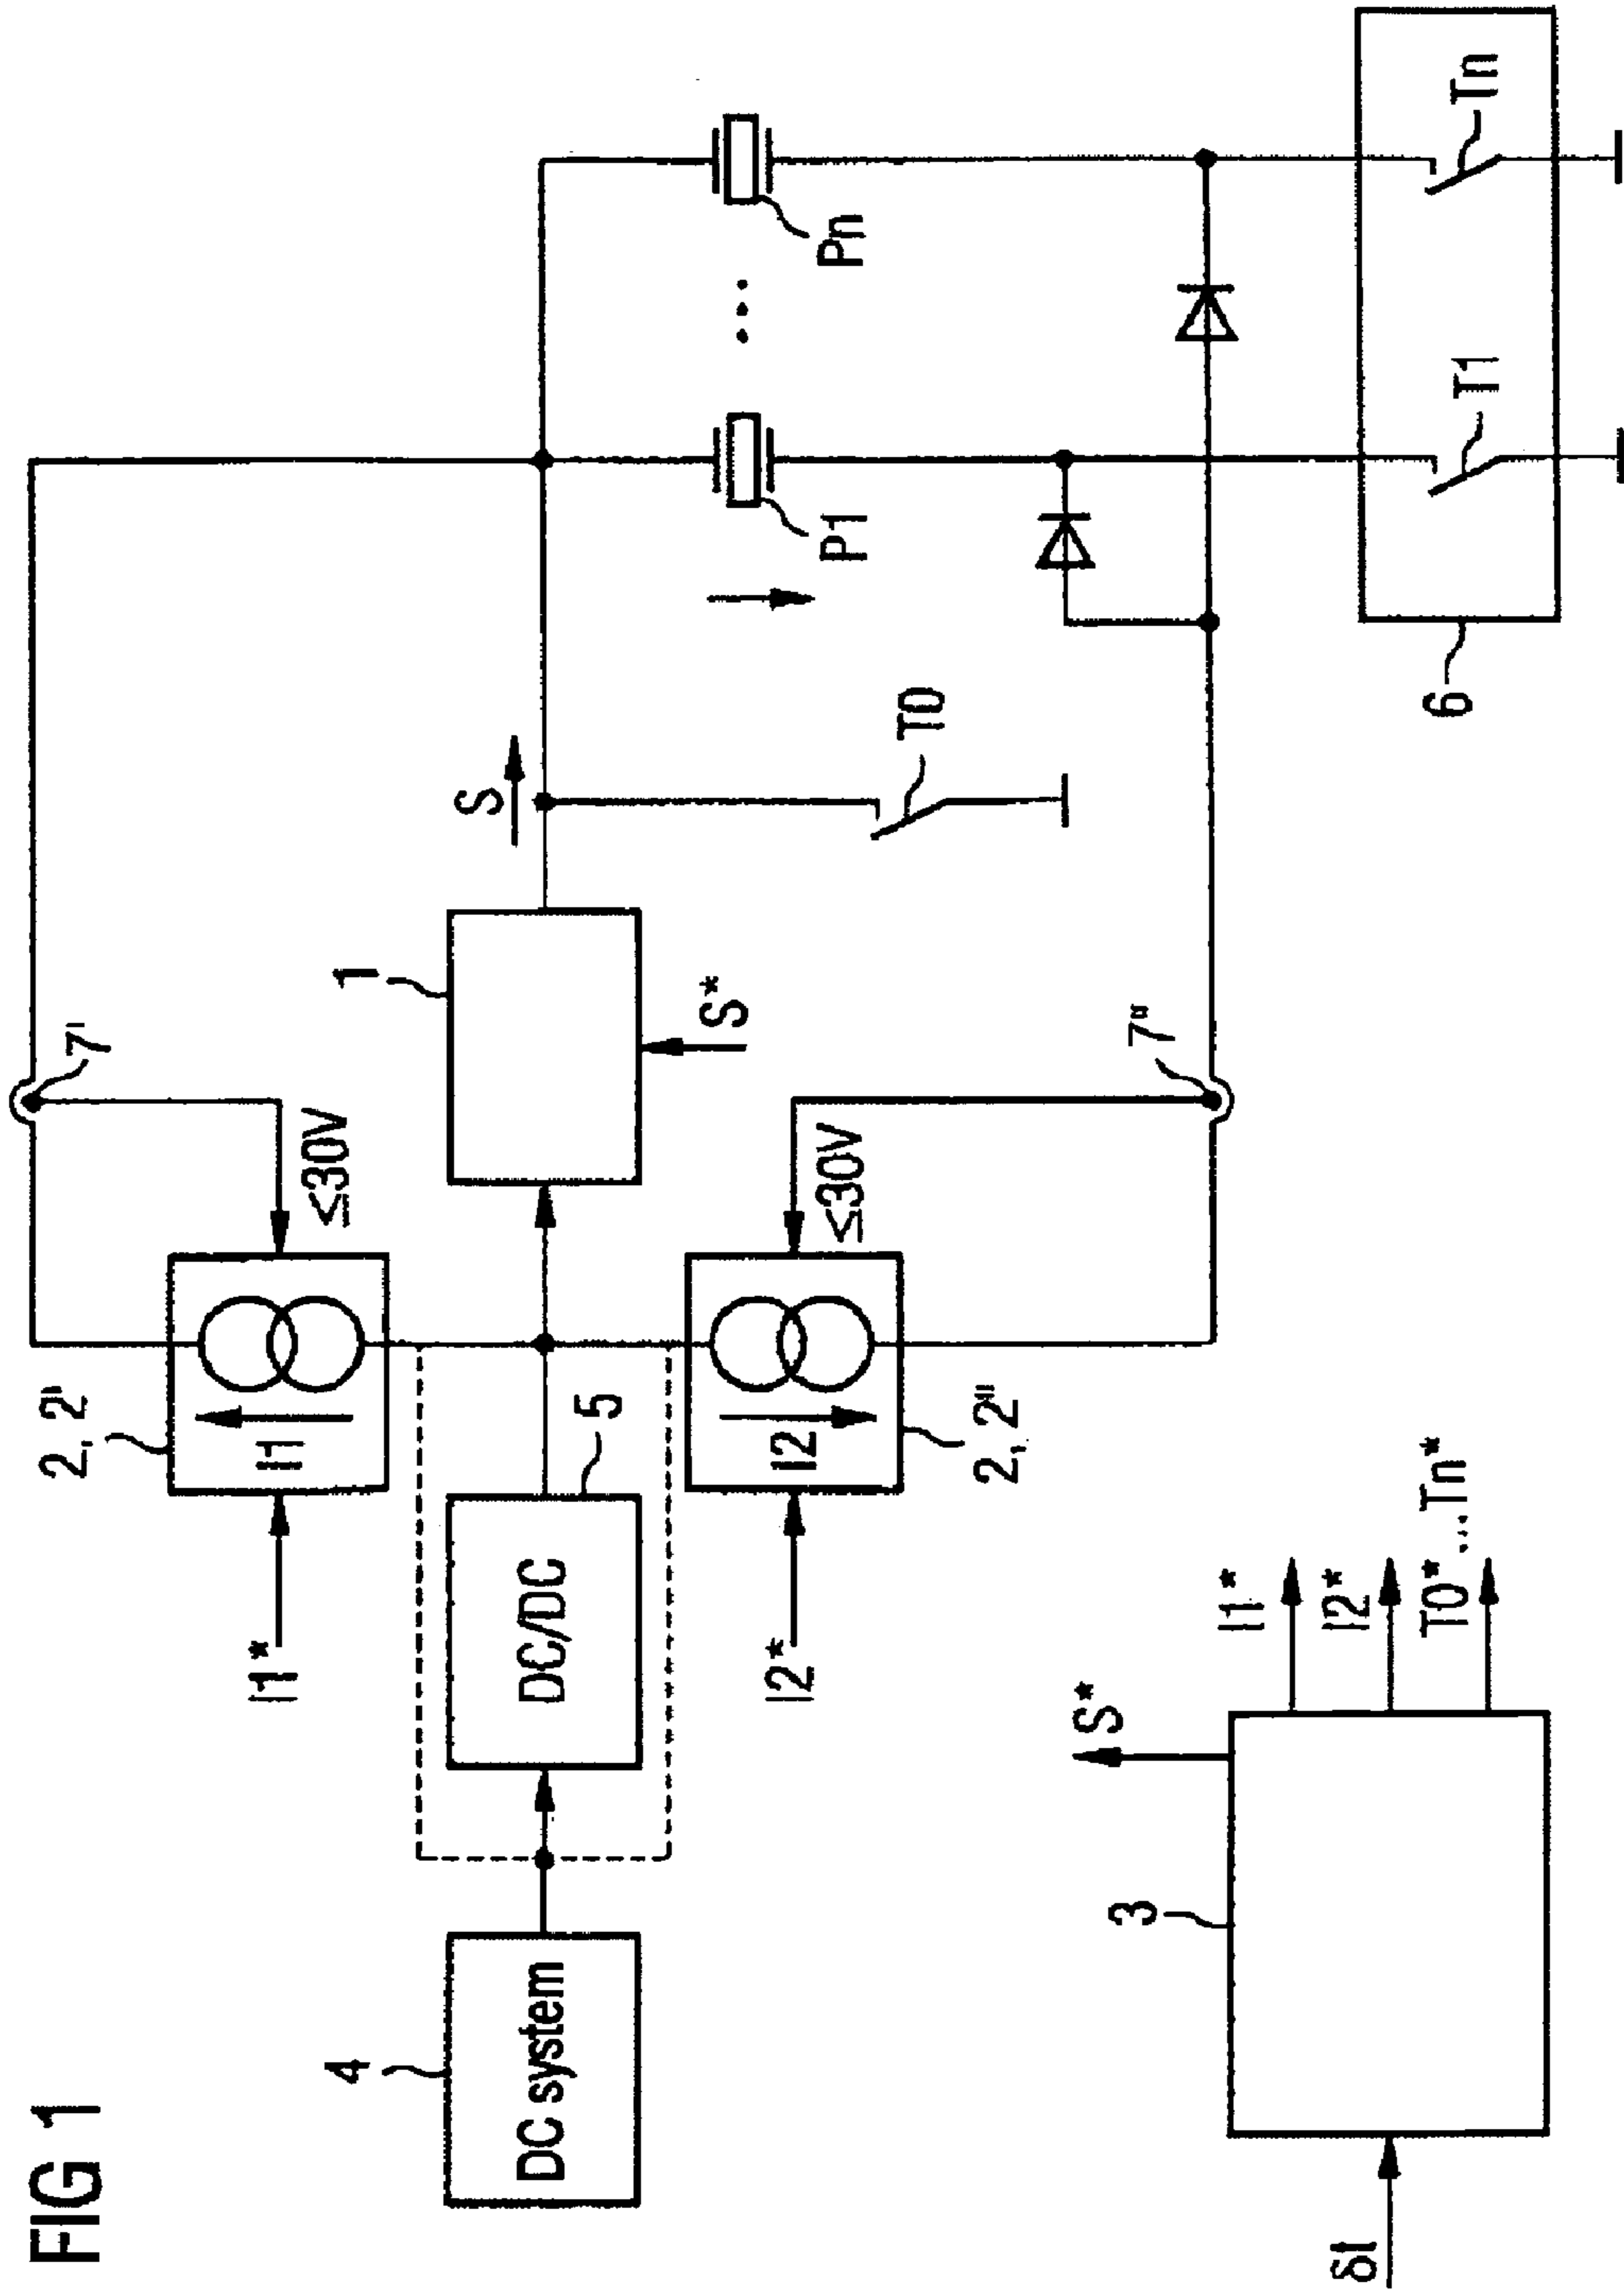 FIG 1
7'
2, 2'
I1
I1*
≤30V
1
S
S*
4
DC system
DC/DC
5
P1
Pn
T0
≤30V
I2
I2*
2, 2"
7"
3
S*
I1*
I2*
T0*...Tn*
δt
6
T1
Tn